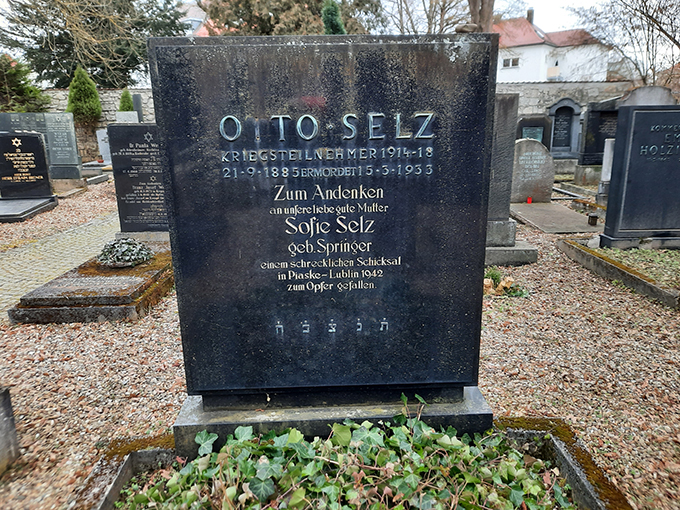 OTTO·SELZ
KRIEGSTEILNEHMER 1914-18
21·9·1885 ERMORDET 15·3·1933
Zum Andenken
an unsere liebe gute Mutter
Sofie Selz
geb. Springer
einem schrecklichen Schicksal
in Piaske-Lublin 1942
zum Opfer gefallen.
ת נ צ ב ה